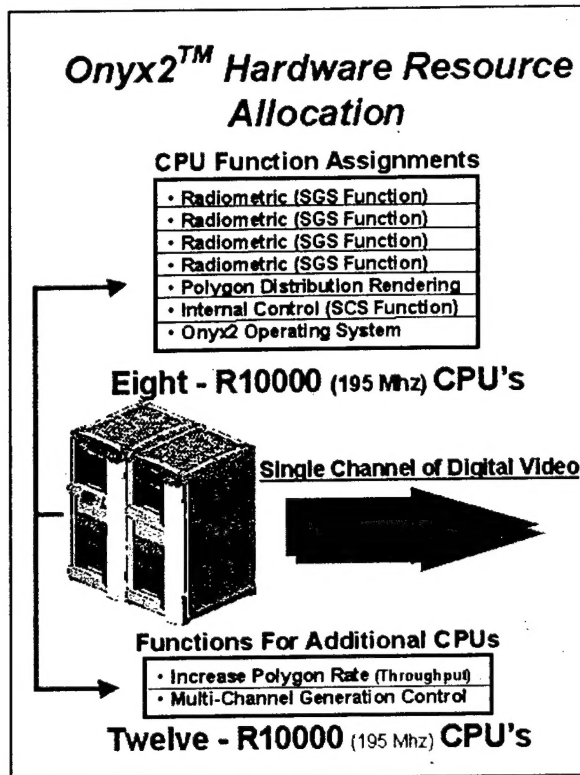 Onyx2™ Hardware Resource
Allocation
CPU Function Assignments
• Radiometric (SGS Function)
• Radiometric (SGS Function)
• Radiometric (SGS Function)
• Radiometric (SGS Function)
• Polygon Distribution Rendering
• Internal Control (SCS Function)
• Onyx2 Operating System
Eight - R10000 (195 Mhz) CPU's
Single Channel of Digital Video
Functions For Additional CPUs
• Increase Polygon Rate (Throughput)
• Multi-Channel Generation Control
Twelve - R10000 (195 Mhz) CPU's